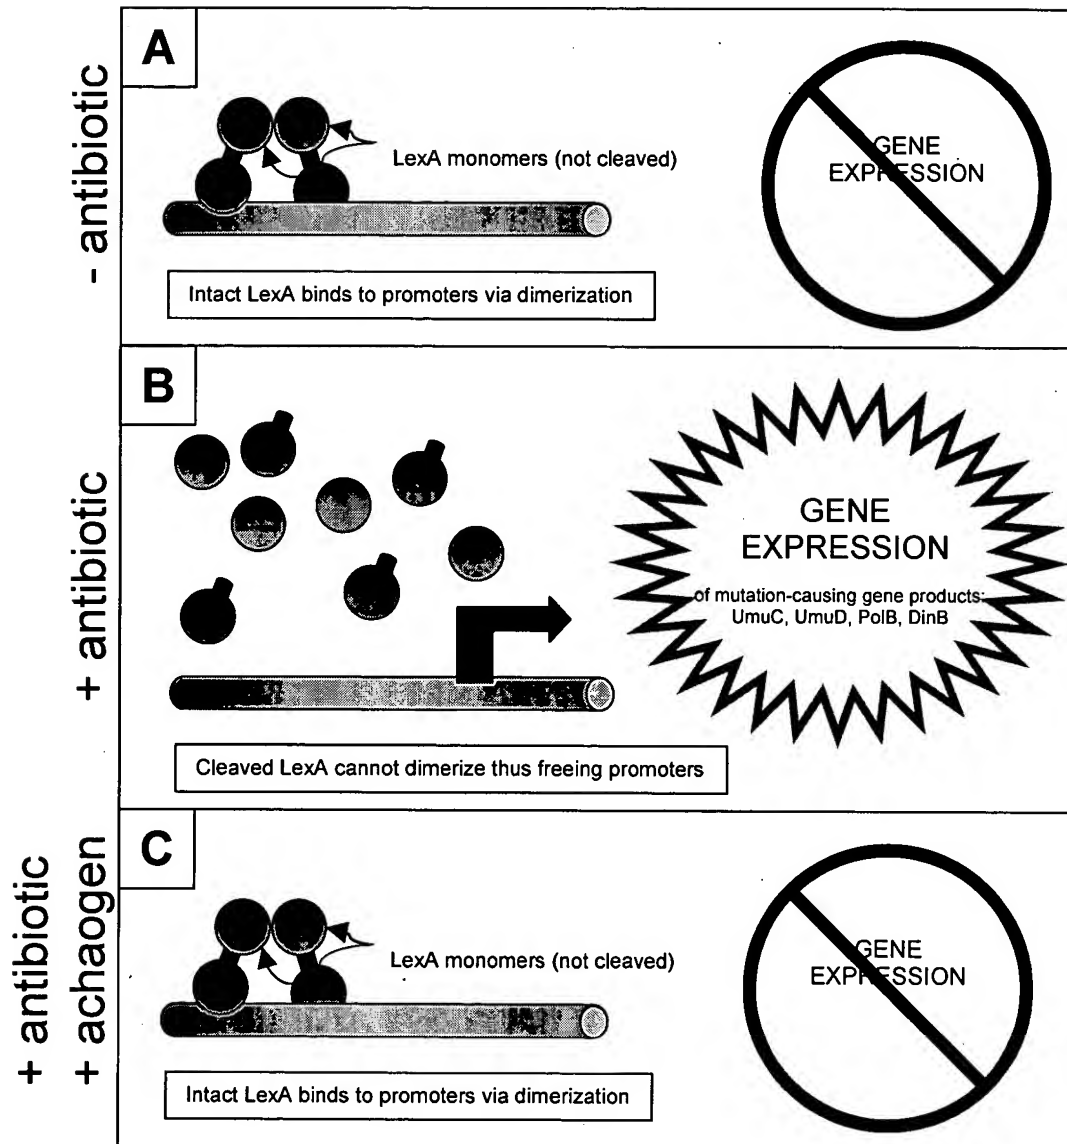 - antibiotic
A
LexA monomers (not cleaved)
GENE
EXPRESSION
Intact LexA binds to promoters via dimerization
+ antibiotic
B
GENE
EXPRESSION
of mutation-causing gene products:
UmuC, UmuD, PolB, DinB
Cleaved LexA cannot dimerize thus freeing promoters
+ antibiotic
+ achaogen
C
LexA monomers (not cleaved)
GENE
EXPRESSION
Intact LexA binds to promoters via dimerization